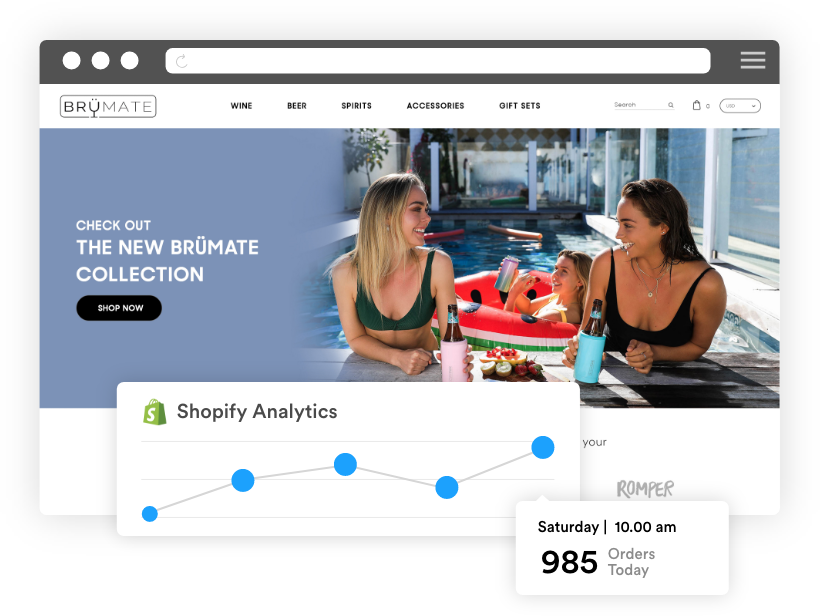 BRÜMATE
WINE BEER SPIRITS ACCESSORIES GIFT SETS
Search 0 USD
CHECK OUT
THE NEW BRÜMATE
COLLECTION
SHOP NOW
Shopify Analytics
your
ROMPER
Saturday | 10.00 am
985 Orders
Today